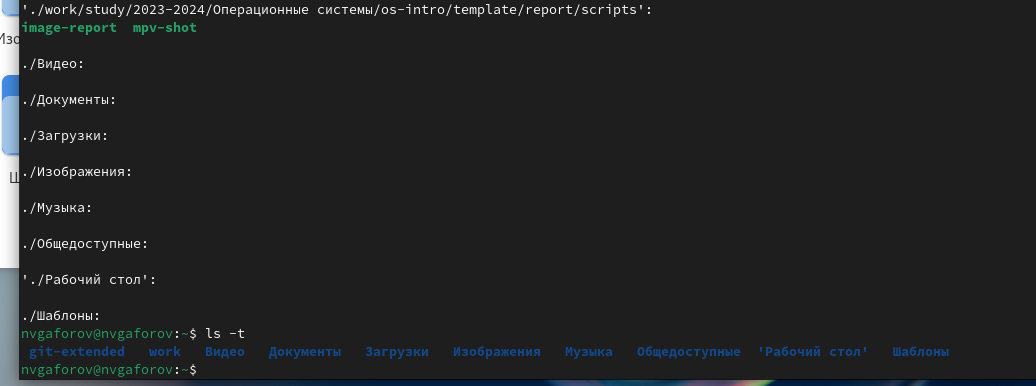 './work/study/2023-2024/Операционные системы/os-intro/template/report/scripts':
image-report  mpv-shot
./Видео:
./Документы:
./Загрузки:
./Изображения:
./Музыка:
./Общедоступные:
'./Рабочий стол':
./Шаблоны:
nvgaforov@nvgaforov:~$ ls -t
git-extended  work  Видео  Документы  Загрузки  Изображения  Музыка  Общедоступные  'Рабочий стол'  Шаблоны
nvgaforov@nvgaforov:~$